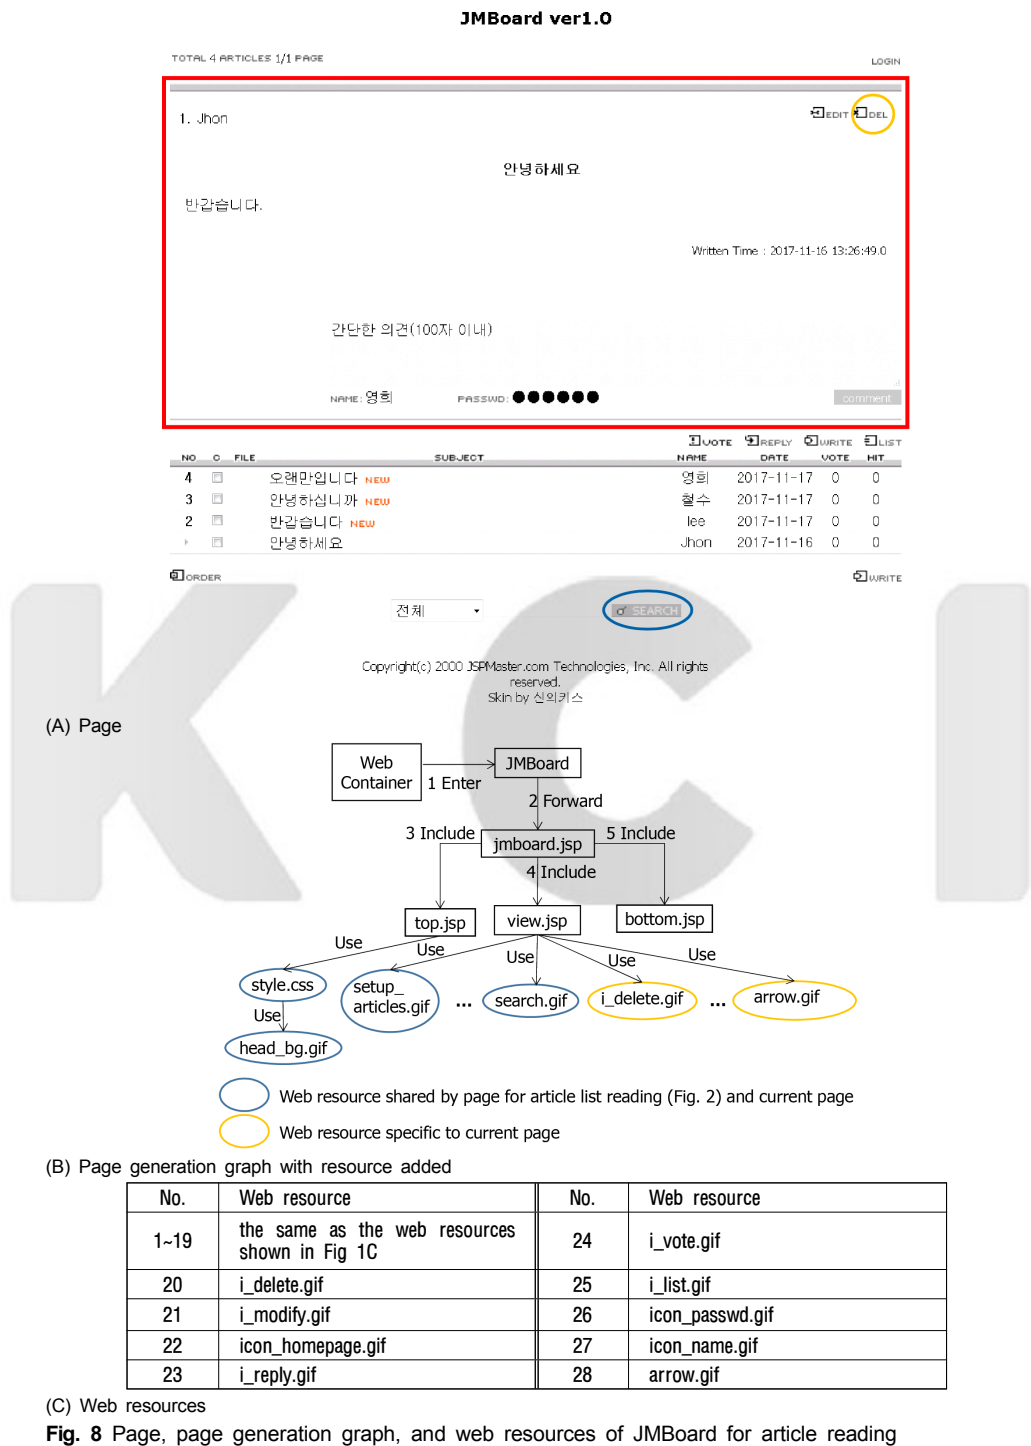 JMBoard ver1.0
TOTAL 4 ARTICLES 1/1 PAGE
LOGIN
1. Jhon
EDIT DEL
안녕하세요
반갑습니다.
Written Time : 2017-11-16 13:26:49.0
간단한 의견(100자 이내)
NAME: 영희 PASSWD: ●●●●●● comment
VOTE REPLY WRITE LIST
NO C FILE SUBJECT NAME DATE VOTE HIT
4 오랜만입니다 NEW 영희 2017-11-17 0 0
3 안녕하십니까 NEW 철수 2017-11-17 0 0
2 반갑습니다 NEW lee 2017-11-17 0 0
안녕하세요 Jhon 2017-11-16 0 0
ORDER WRITE
전체 SEARCH
Copyright(c) 2000 JSPMaster.com Technologies, Inc. All rights
reserved.
Skin by 신의키스
KCI
(A) Page
Web
Container
1 Enter
JMBoard
2 Forward
3 Include
jmboard.jsp
5 Include
4 Include
top.jsp
view.jsp
bottom.jsp
Use
Use
Use
Use
Use
style.css
setup_
articles.gif
...
search.gif
i_delete.gif
...
arrow.gif
Use
head_bg.gif
Web resource shared by page for article list reading (Fig. 2) and current page
Web resource specific to current page
(B) Page generation graph with resource added
No. Web resource No. Web resource
1~19 the same as the web resources
shown in Fig 1C 24 i_vote.gif
20 i_delete.gif 25 i_list.gif
21 i_modify.gif 26 icon_passwd.gif
22 icon_homepage.gif 27 icon_name.gif
23 i_reply.gif 28 arrow.gif
(C) Web resources
Fig. 8 Page, page generation graph, and web resources of JMBoard for article reading